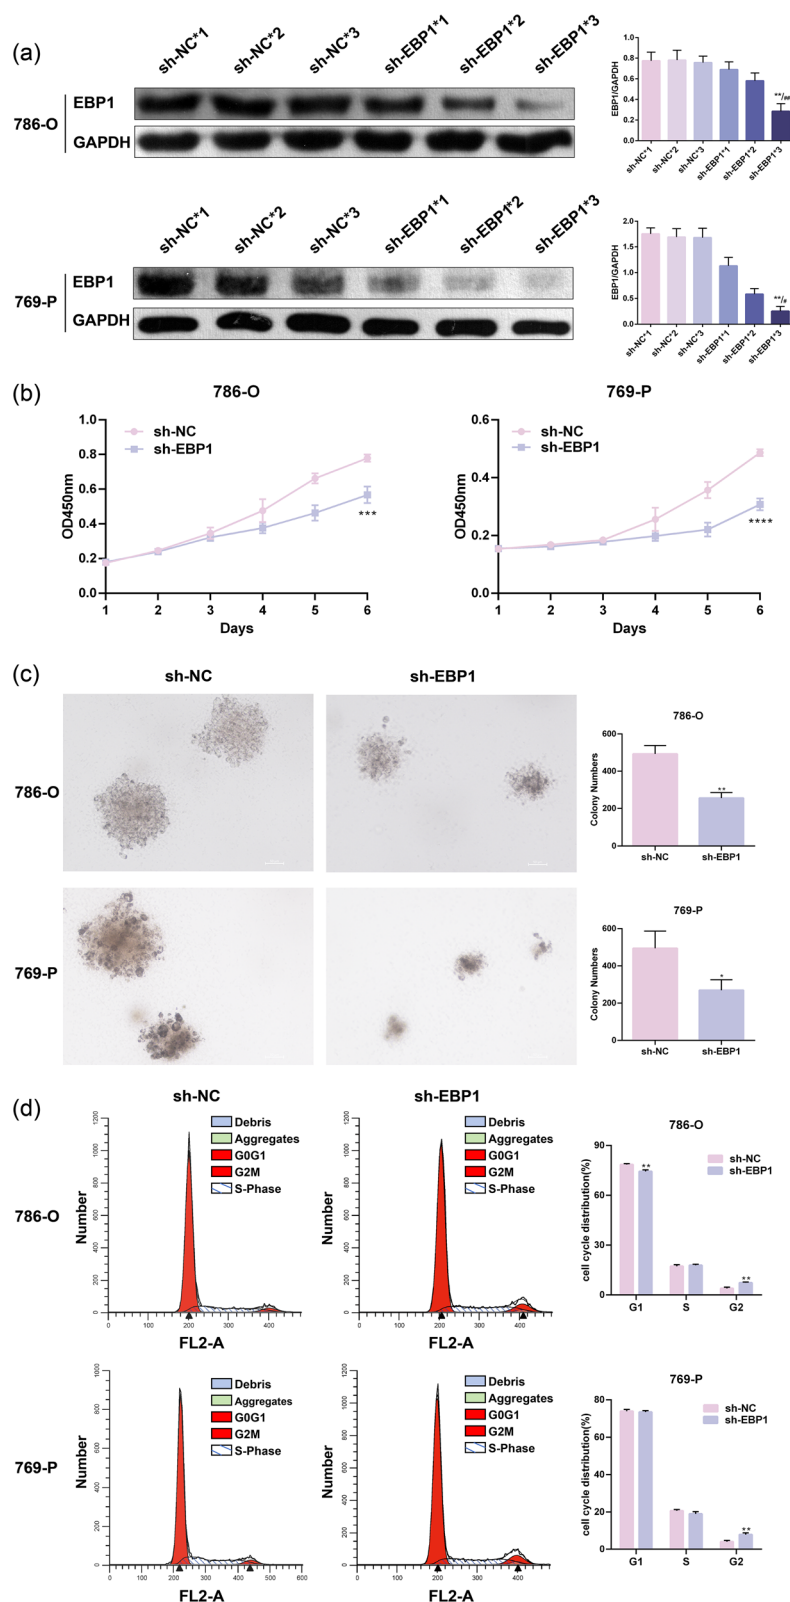 (a)
sh-NC*1 sh-NC*2 sh-NC*3 sh-EBP1*1 sh-EBP1*2 sh-EBP1*3
786-O
EBP1
GAPDH
EBP1/GAPDH
1.0
0.8
0.6
0.4
0.2
0.0
**/##
sh-NC*1 sh-NC*2 sh-NC*3 sh-EBP1*1 sh-EBP1*2 sh-EBP1*3
sh-NC*1 sh-NC*2 sh-NC*3 sh-EBP1*1 sh-EBP1*2 sh-EBP1*3
769-P
EBP1
GAPDH
EBP1/GAPDH
2.0
1.5
1.0
0.5
0.0
**/#
sh-NC*1 sh-NC*2 sh-NC*3 sh-EBP1*1 sh-EBP1*2 sh-EBP1*3
(b)
786-O
OD450nm
1.0
0.8
0.6
0.4
0.2
0.0
sh-NC
sh-EBP1
***
1 2 3 4 5 6
Days
769-P
OD450nm
0.6
0.4
0.2
0.0
sh-NC
sh-EBP1
****
1 2 3 4 5 6
Days
(c)
sh-NC sh-EBP1
786-O
786-O
Colony Numbers
600
400
200
0
**
sh-NC sh-EBP1
769-P
769-P
Colony Numbers
600
400
200
0
*
sh-NC sh-EBP1
(d)
sh-NC sh-EBP1
786-O
Number
1200
1000
800
600
400
200
0
Debris
Aggregates
G0G1
G2M
S-Phase
0 100 200 300 400 500
FL2-A
Number
1200
1000
800
600
400
200
0
Debris
Aggregates
G0G1
G2M
S-Phase
0 100 200 300 400
FL2-A
786-O
cell cycle distribution(%)
90
60
30
0
sh-NC
sh-EBP1
**
**
G1 S G2
769-P
Number
1000
800
600
400
200
0
Debris
Aggregates
G0G1
G2M
S-Phase
0 100 200 300 400 500 600
FL2-A
Number
1200
1000
800
600
400
200
0
Debris
Aggregates
G0G1
G2M
S-Phase
0 100 200 300 400
FL2-A
769-P
cell cycle distribution(%)
80
60
40
20
0
sh-NC
sh-EBP1
**
G1 S G2